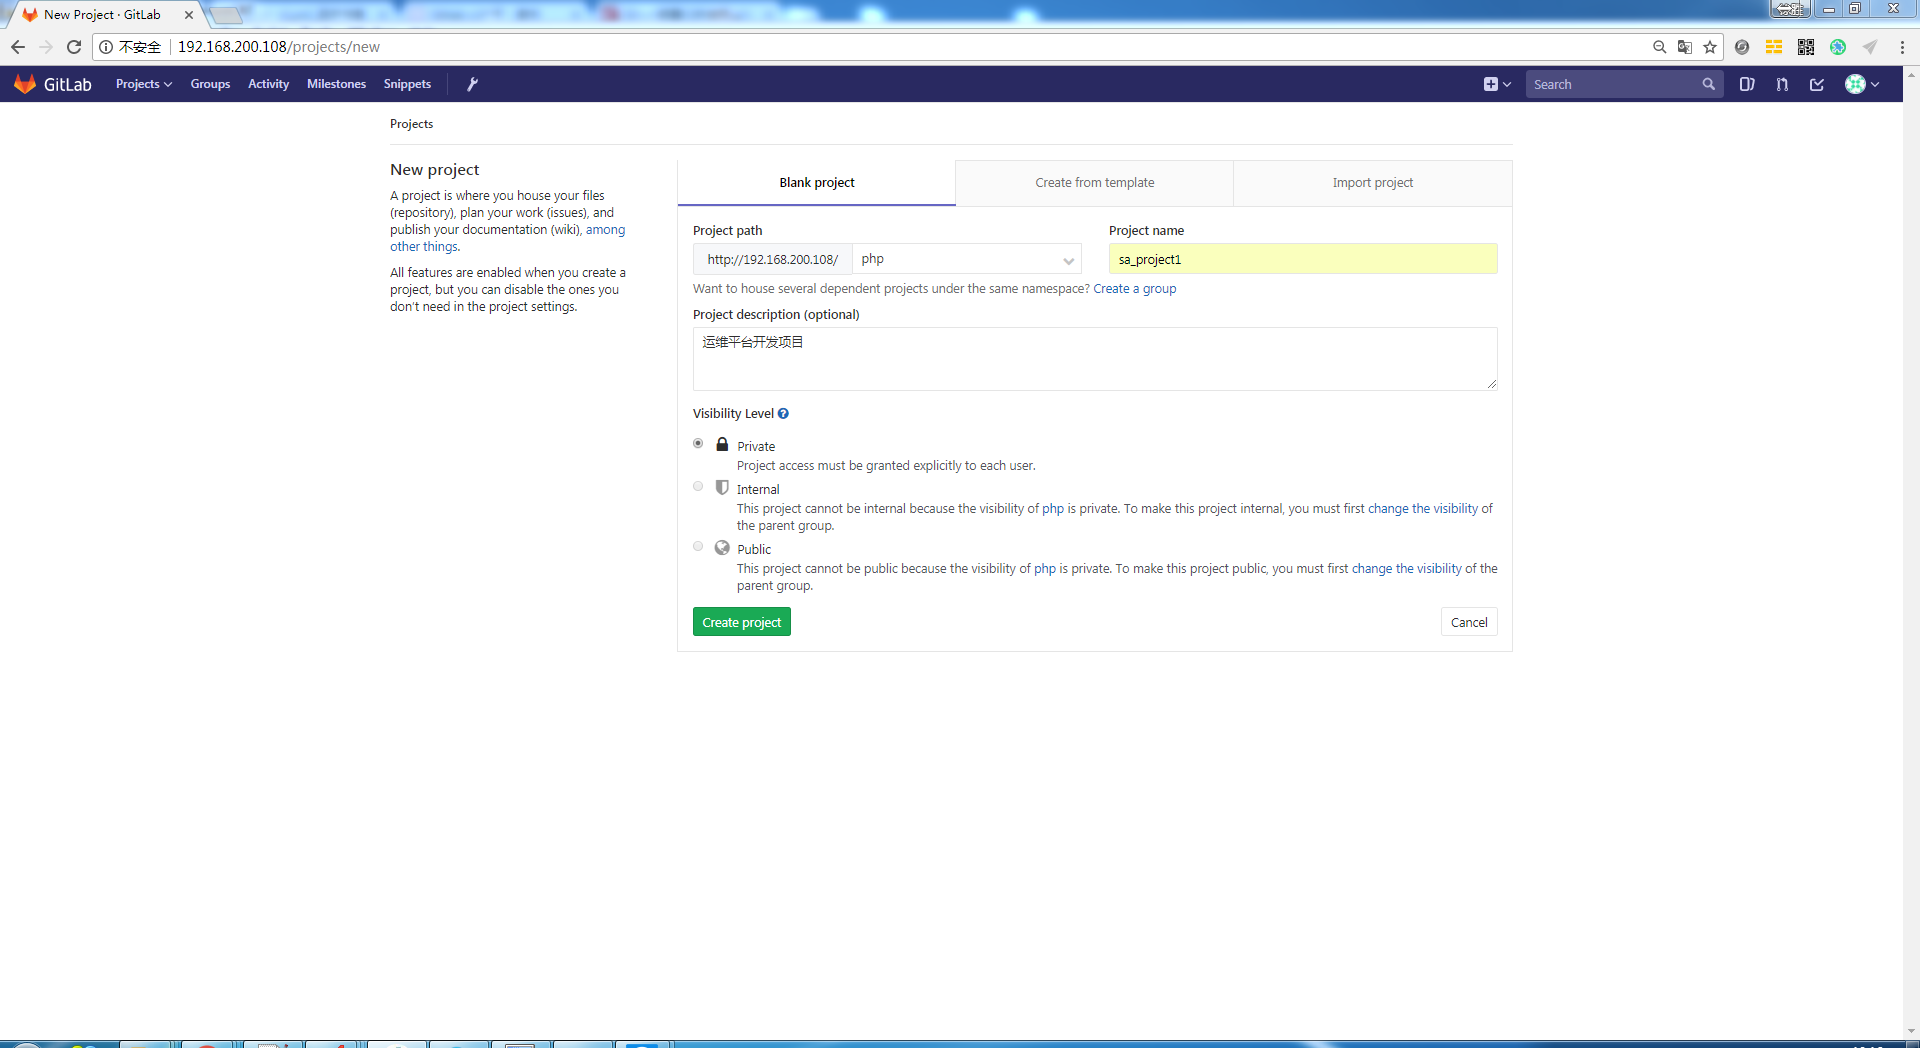 New Project · GitLab
不安全
192.168.200.108/projects/new
GitLab
Projects
Groups
Activity
Milestones
Snippets
Search
Projects
New project
A project is where you house your files
(repository), plan your work (issues), and
publish your documentation (wiki), among
other things.
All features are enabled when you create a
project, but you can disable the ones you
don't need in the project settings.
Blank project
Create from template
Import project
Project path
Project name
http://192.168.200.108/
php
sa_project1
Want to house several dependent projects under the same namespace? Create a group
Project description (optional)
运维平台开发项目
Visibility Level
Private
Project access must be granted explicitly to each user.
Internal
This project cannot be internal because the visibility of php is private. To make this project internal, you must first change the visibility of
the parent group.
Public
This project cannot be public because the visibility of php is private. To make this project public, you must first change the visibility of the
parent group.
Create project
Cancel